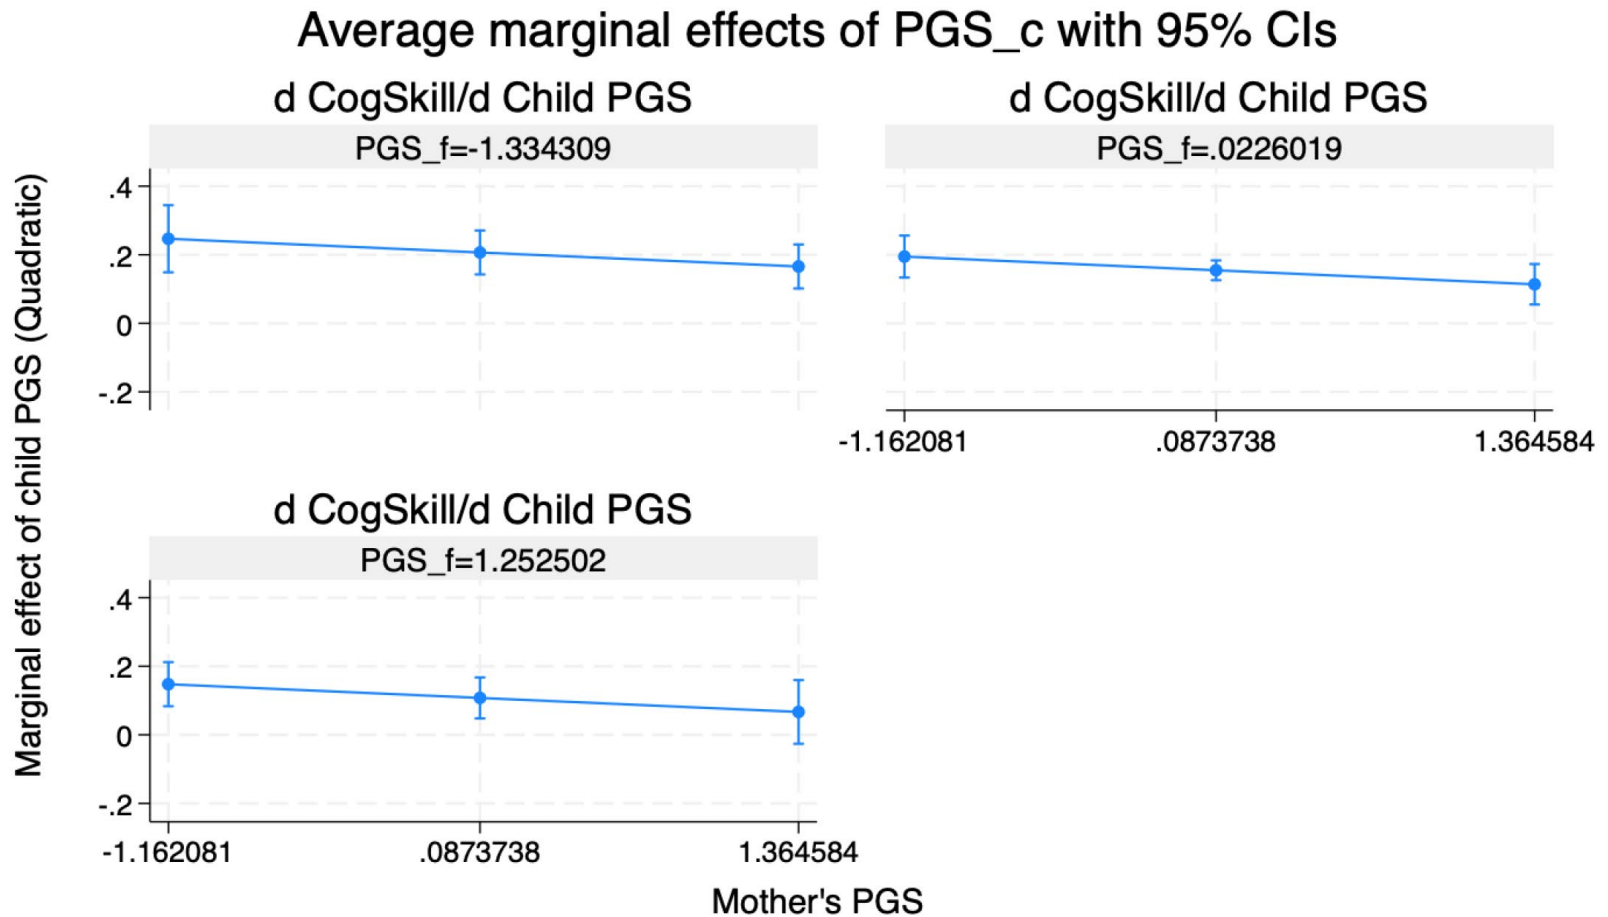 Average marginal effects of PGS_c with 95% CIs
Marginal effect of child PGS (Quadratic)
d CogSkill/d Child PGS
PGS_f=-1.334309
.4
.2
0
-.2
d CogSkill/d Child PGS
PGS_f=.0226019
-1.162081 .0873738 1.364584
d CogSkill/d Child PGS
PGS_f=1.252502
.4
.2
0
-.2
-1.162081 .0873738 1.364584
Mother's PGS